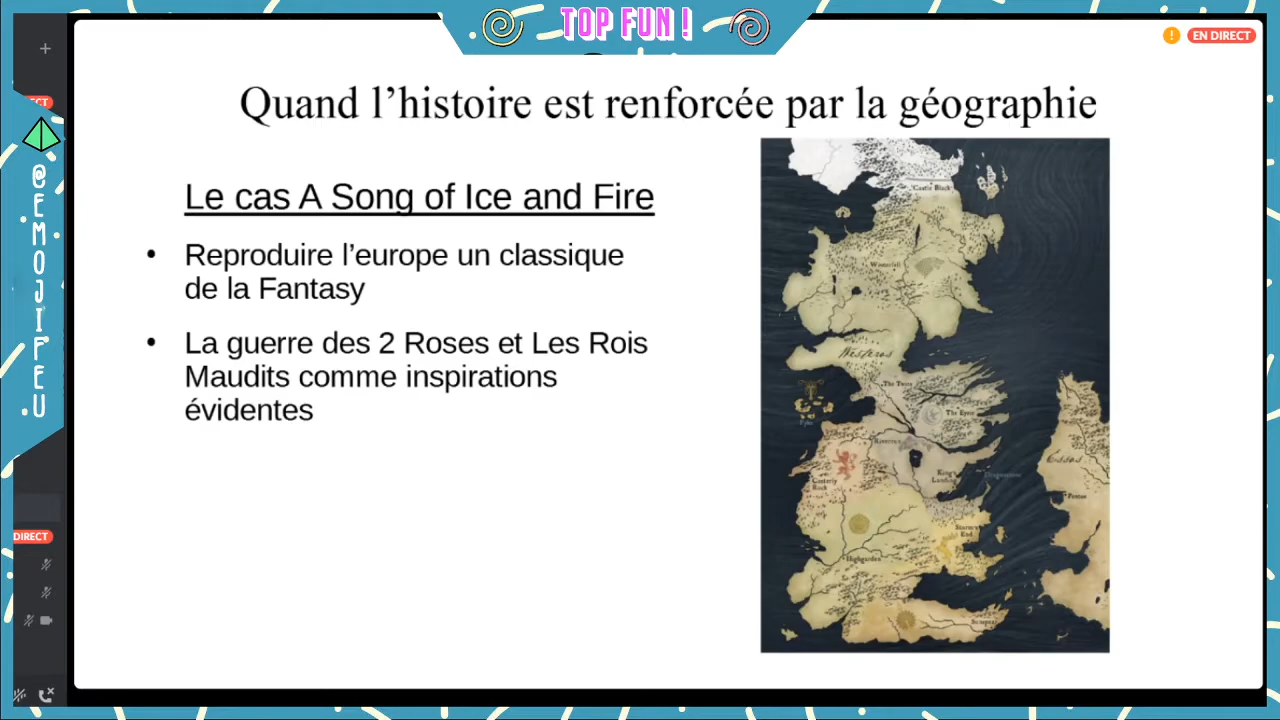 TOP FUN !
EN DIRECT
Quand l’histoire est renforcée par la géographie
Le cas A Song of Ice and Fire
• Reproduire l’europe un classique
de la Fantasy
• La guerre des 2 Roses et Les Rois
Maudits comme inspirations
évidentes
@EMOJIFEU
DIRECT
Castle Black
Winterfell
Westeros
The Twins
The Eyrie
Pyke
Riverrun
King's
Landing
Dragonstone
Casterly
Rock
Essos
Pentos
Storm's
End
Highgarden
Sunspear